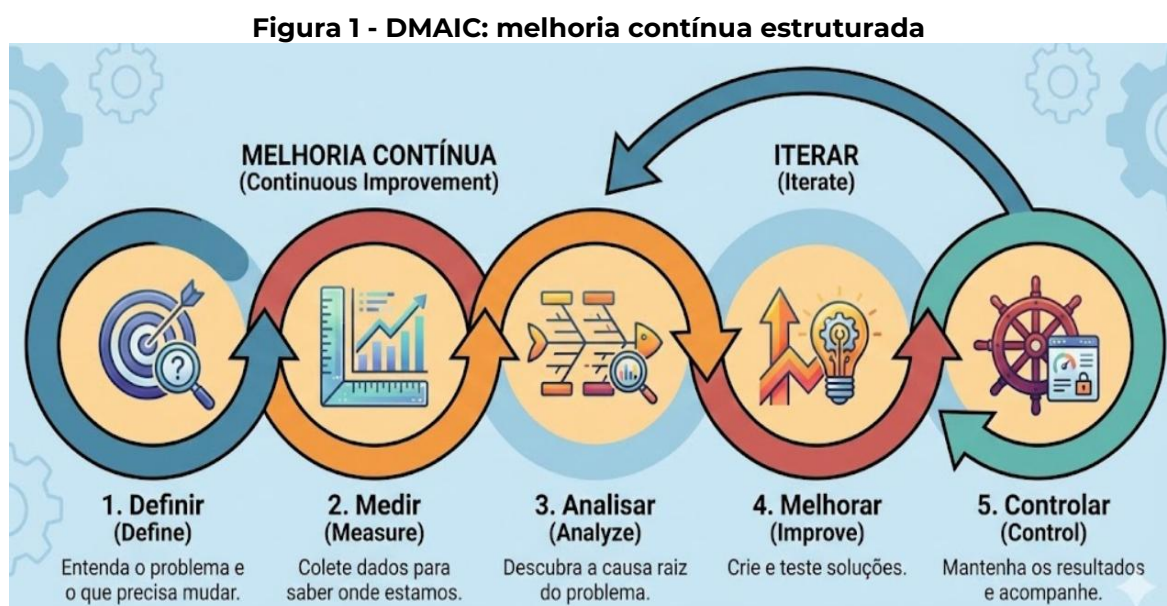 Figura 1 - DMAIC: melhoria contínua estruturada
MELHORIA CONTÍNUA
(Continuous Improvement)
ITERAR
(Iterate)
?
1. Definir
(Define)
Entenda o problema e
o que precisa mudar.
2. Medir
(Measure)
Colete dados para
saber onde estamos.
3. Analisar
(Analyze)
Descubra a causa raiz
do problema.
4. Melhorar
(Improve)
Crie e teste soluções.
5. Controlar
(Control)
Mantenha os resultados
e acompanhe.